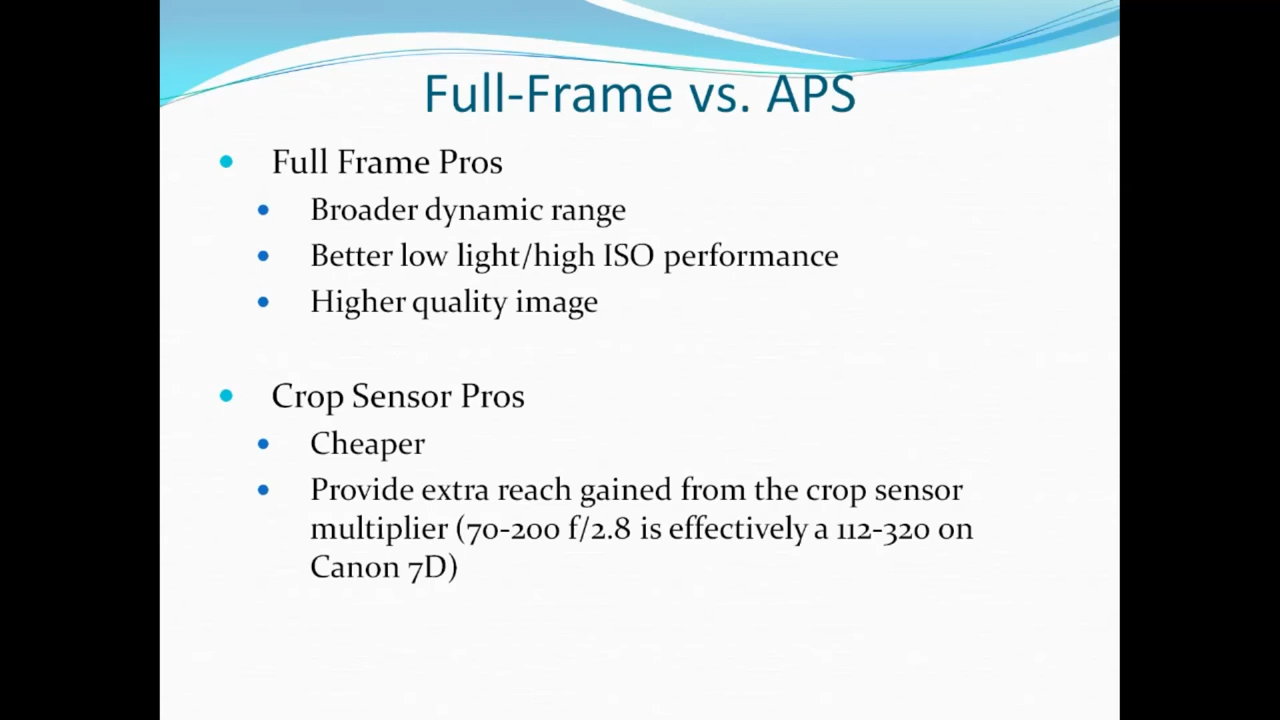 Full-Frame vs. APS
• Full Frame Pros
• Broader dynamic range
• Better low light/high ISO performance
• Higher quality image
• Crop Sensor Pros
• Cheaper
• Provide extra reach gained from the crop sensor
multiplier (70-200 f/2.8 is effectively a 112-320 on
Canon 7D)